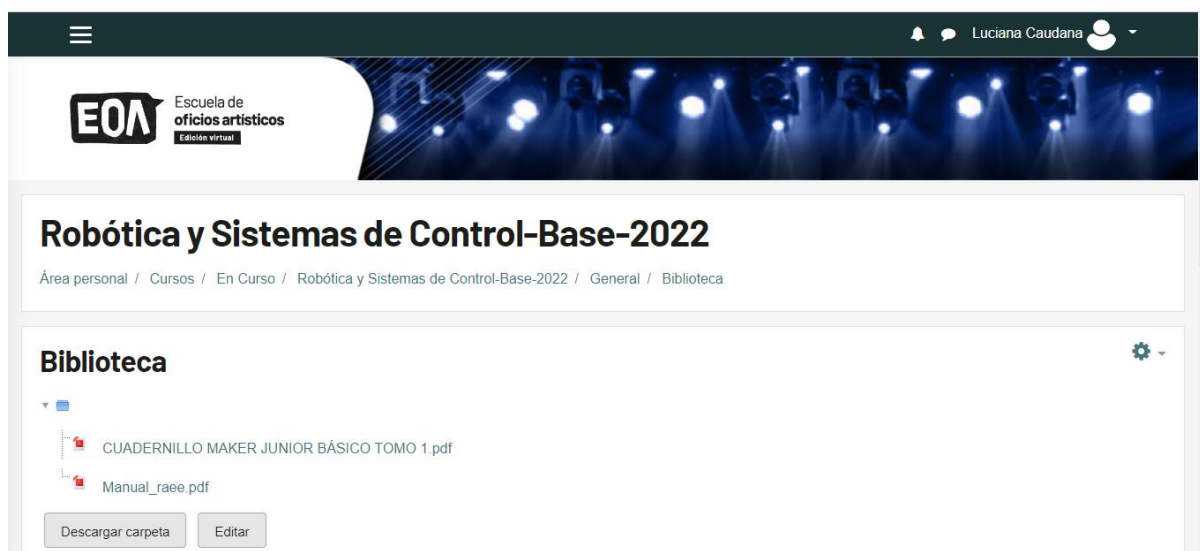 Luciana Caudana
EOA
Escuela de
oficios artísticos
Edición virtual
Robótica y Sistemas de Control-Base-2022
Área personal / Cursos / En Curso / Robótica y Sistemas de Control-Base-2022 / General / Biblioteca
Biblioteca
CUADERNILLO MAKER JUNIOR BÁSICO TOMO 1.pdf
Manual_raee.pdf
Descargar carpeta
Editar